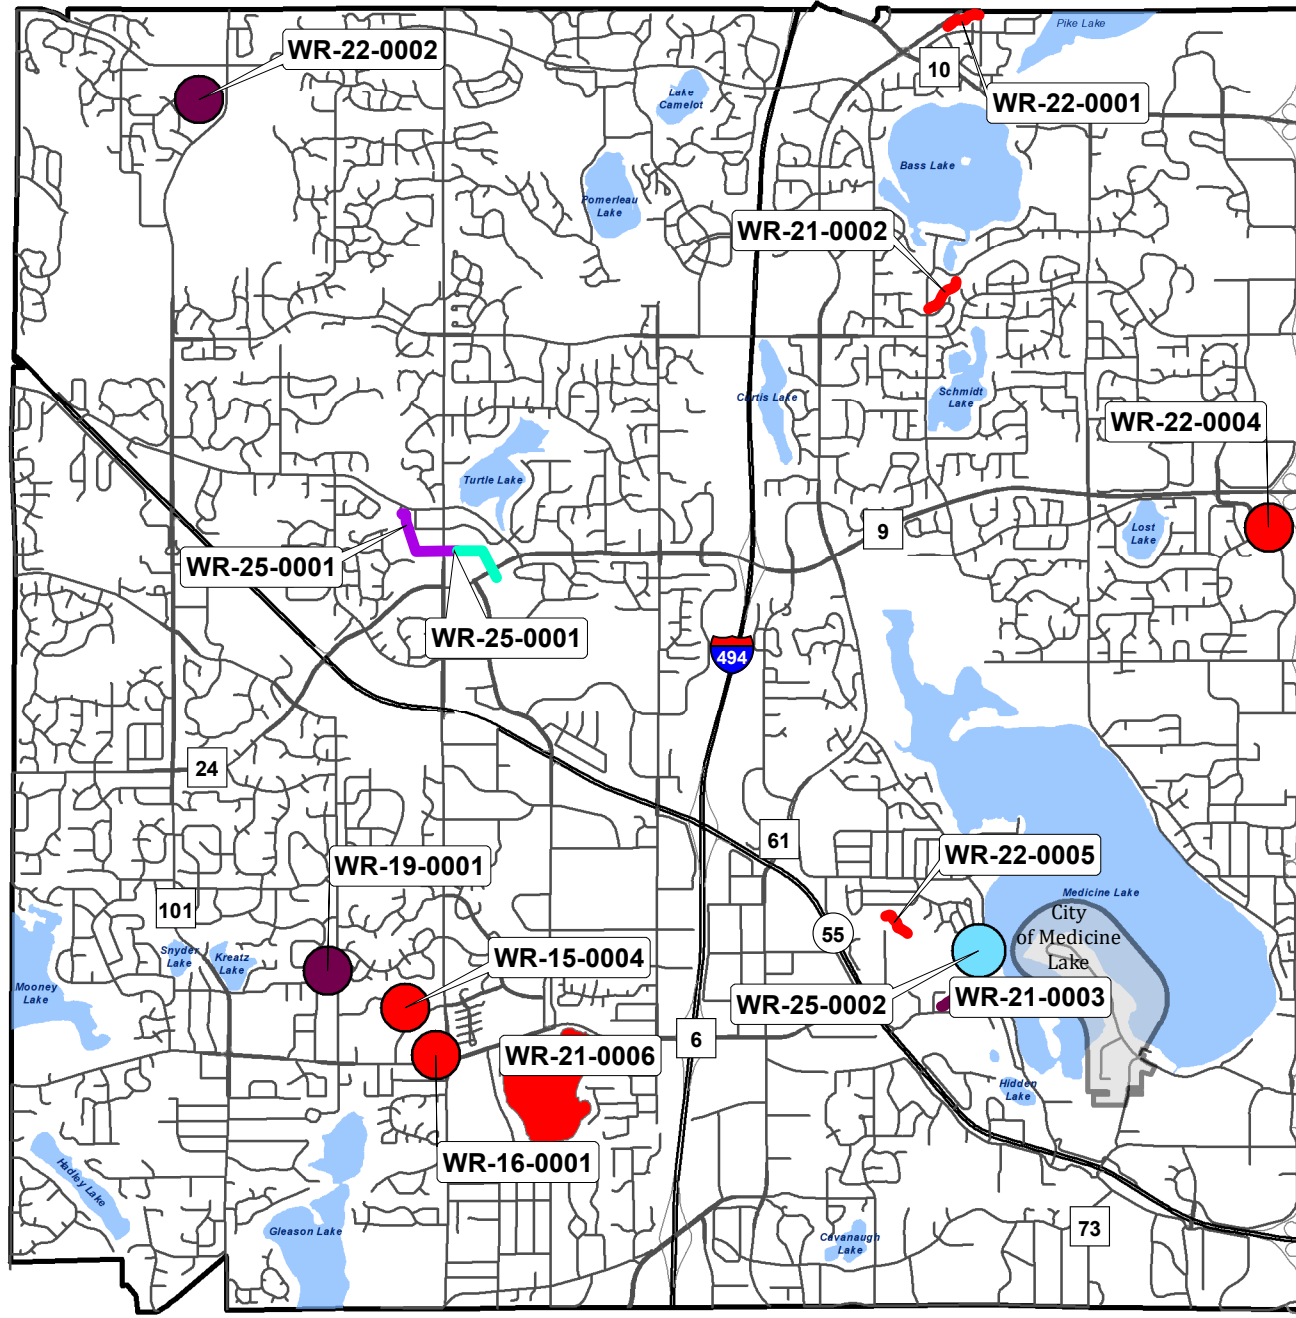 Pike Lake
WR-22-0002
10
Lake
Camelot
WR-22-0001
Bass Lake
Pomerleau
Lake
WR-21-0002
Curtis Lake
Schmidt
Lake
WR-22-0004
Turtle Lake
9
Lost
Lake
WR-25-0001
WR-25-0001
494
24
61
WR-22-0005
WR-19-0001
Medicine Lake
101
City
of Medicine
Lake
55
Snyder
Lake
Kreatz
Lake
WR-15-0004
Mooney
Lake
WR-25-0002
WR-21-0003
6
WR-21-0006
Hidden
Lake
WR-16-0001
Hadley Lake
Gleason Lake
73
Cavanaugh
Lake